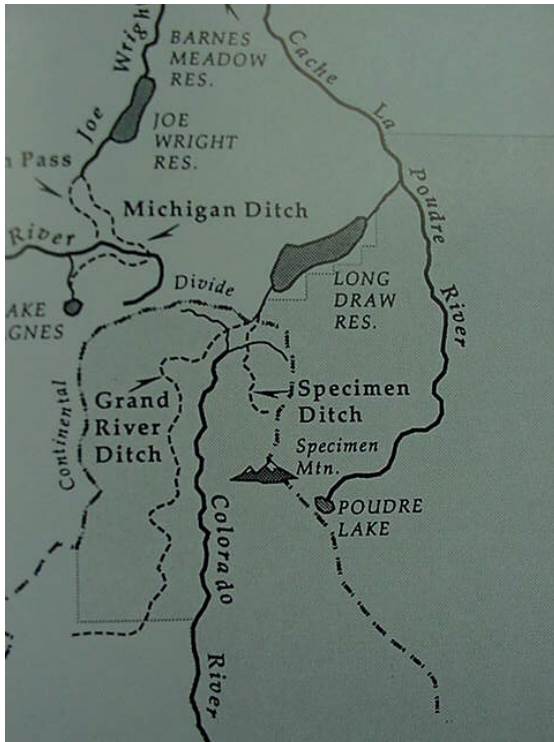 Joe Wright
BARNES
MEADOW
RES.
Cache La Poudre River
JOE
WRIGHT
RES.
Pass
Michigan Ditch
River
Divide
LONG
DRAW
RES.
Continental
Grand
River
Ditch
Specimen
Ditch
Specimen
Mtn.
POUDRE
LAKE
Colorado River